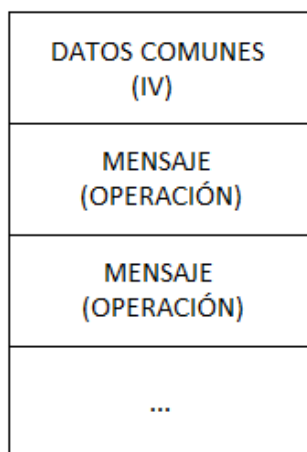 DATOS COMUNES
(IV)
MENSAJE
(OPERACIÓN)
MENSAJE
(OPERACIÓN)
...